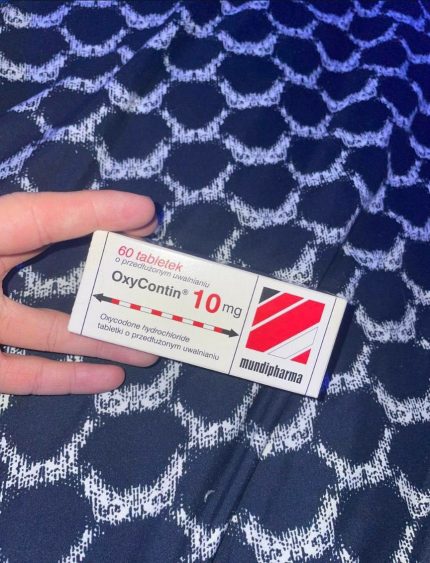 60 tabletek
o przedłużonym uwalnianiu
OxyContin® 10 mg
Oxycodone hydrochloride
tabletki o przedłużonym uwalnianiu
mundipharma